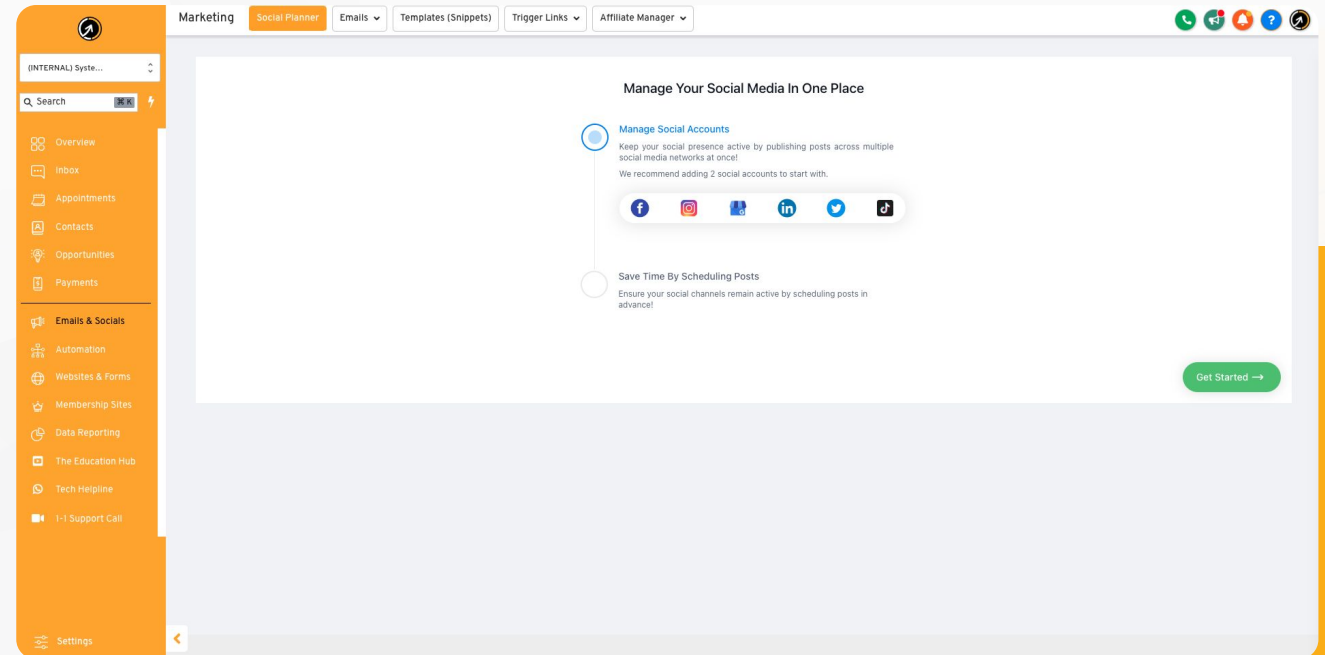 Marketing
Social Planner
Emails
Templates (Snippets)
Trigger Links
Affiliate Manager
(INTERNAL) Syste...
Search
⌘ K
Overview
Inbox
Appointments
Contacts
Opportunities
Payments
Emails & Socials
Automation
Websites & Forms
Membership Sites
Data Reporting
The Education Hub
Tech Helpline
1-1 Support Call
Settings
Manage Your Social Media In One Place
Manage Social Accounts
Keep your social presence active by publishing posts across multiple
social media networks at once!
We recommend adding 2 social accounts to start with.
Save Time By Scheduling Posts
Ensure your social channels remain active by scheduling posts in
advance!
Get Started →